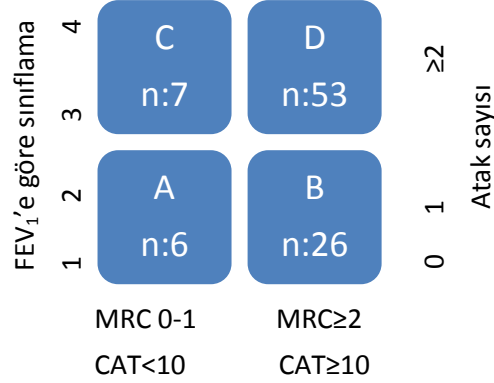 FEV₁’e göre sınıflama
4
3
2
1
C
n:7
D
n:53
A
n:6
B
n:26
≥2
1
0
Atak sayısı
MRC 0-1
MRC≥2
CAT<10
CAT≥10